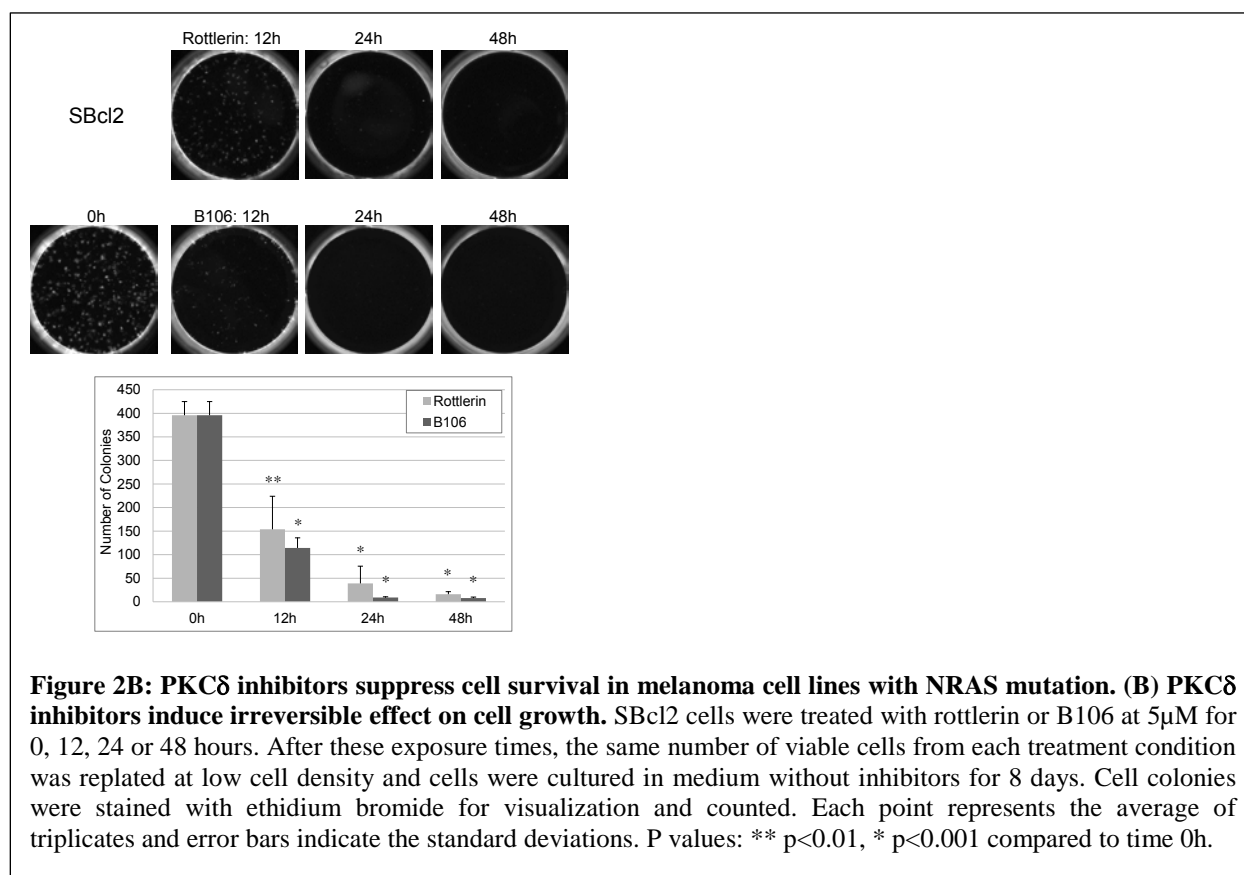 Rottlerin: 12h 24h 48h
SBcl2
0h B106: 12h 24h 48h
450
400
350
300
250
200
150
100
50
0
Number of Colonies
Rottlerin
B106
**
*
*
*
*
*
0h 12h 24h 48h
Figure 2B: PKCδ inhibitors suppress cell survival in melanoma cell lines with NRAS mutation. (B) PKCδ
inhibitors induce irreversible effect on cell growth. SBcl2 cells were treated with rottlerin or B106 at 5μM for
0, 12, 24 or 48 hours. After these exposure times, the same number of viable cells from each treatment condition
was replated at low cell density and cells were cultured in medium without inhibitors for 8 days. Cell colonies
were stained with ethidium bromide for visualization and counted. Each point represents the average of
triplicates and error bars indicate the standard deviations. P values: ** p<0.01, * p<0.001 compared to time 0h.